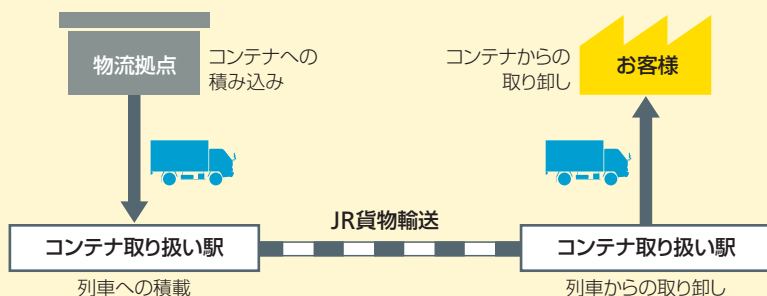 物流拠点
コンテナへの
積み込み
コンテナからの
取り卸し
お客様
JR貨物輸送
コンテナ取り扱い駅
コンテナ取り扱い駅
列車への積載
列車からの取り卸し